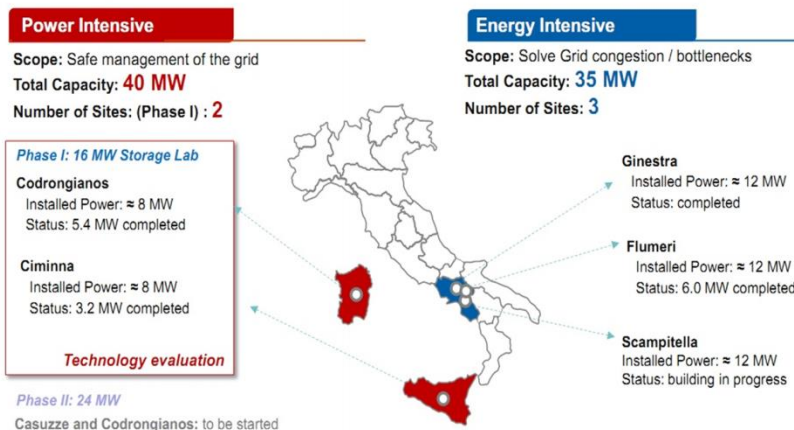 Power Intensive
Scope: Safe management of the grid
Total Capacity: 40 MW
Number of Sites: (Phase I) : 2
Phase I: 16 MW Storage Lab
Codrongianos
Installed Power: ≈ 8 MW
Status: 5.4 MW completed
Ciminna
Installed Power: ≈ 8 MW
Status: 3.2 MW completed
Technology evaluation
Phase II: 24 MW
Casuzze and Codrongianos: to be started
Energy Intensive
Scope: Solve Grid congestion / bottlenecks
Total Capacity: 35 MW
Number of Sites: 3
Ginestra
Installed Power: ≈ 12 MW
Status: completed
Flumeri
Installed Power: ≈ 12 MW
Status: 6.0 MW completed
Scampitella
Installed Power: ≈ 12 MW
Status: building in progress